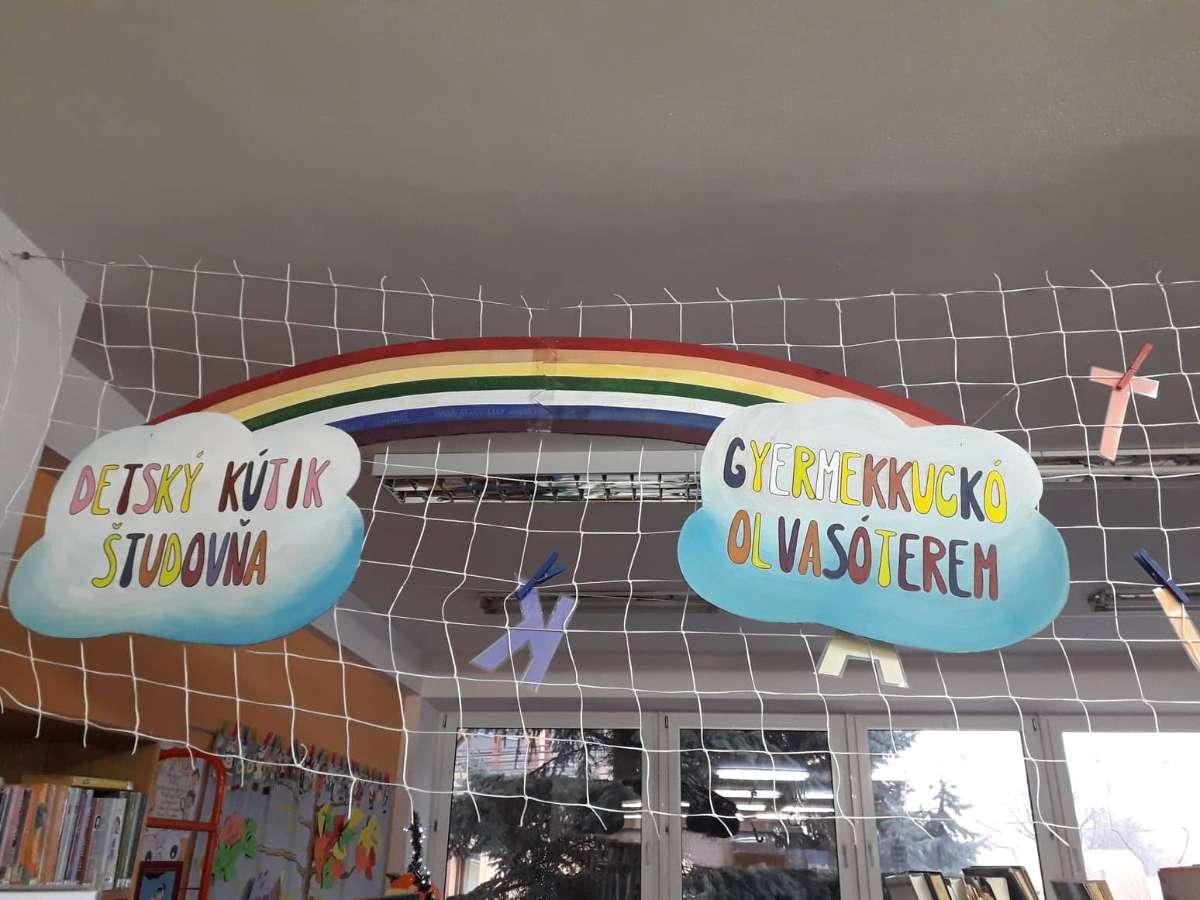 DETSKÝ KÚTIK
ŠTUDOVŇA
GYERMEKKUCKÓ
OLVASÓTEREM